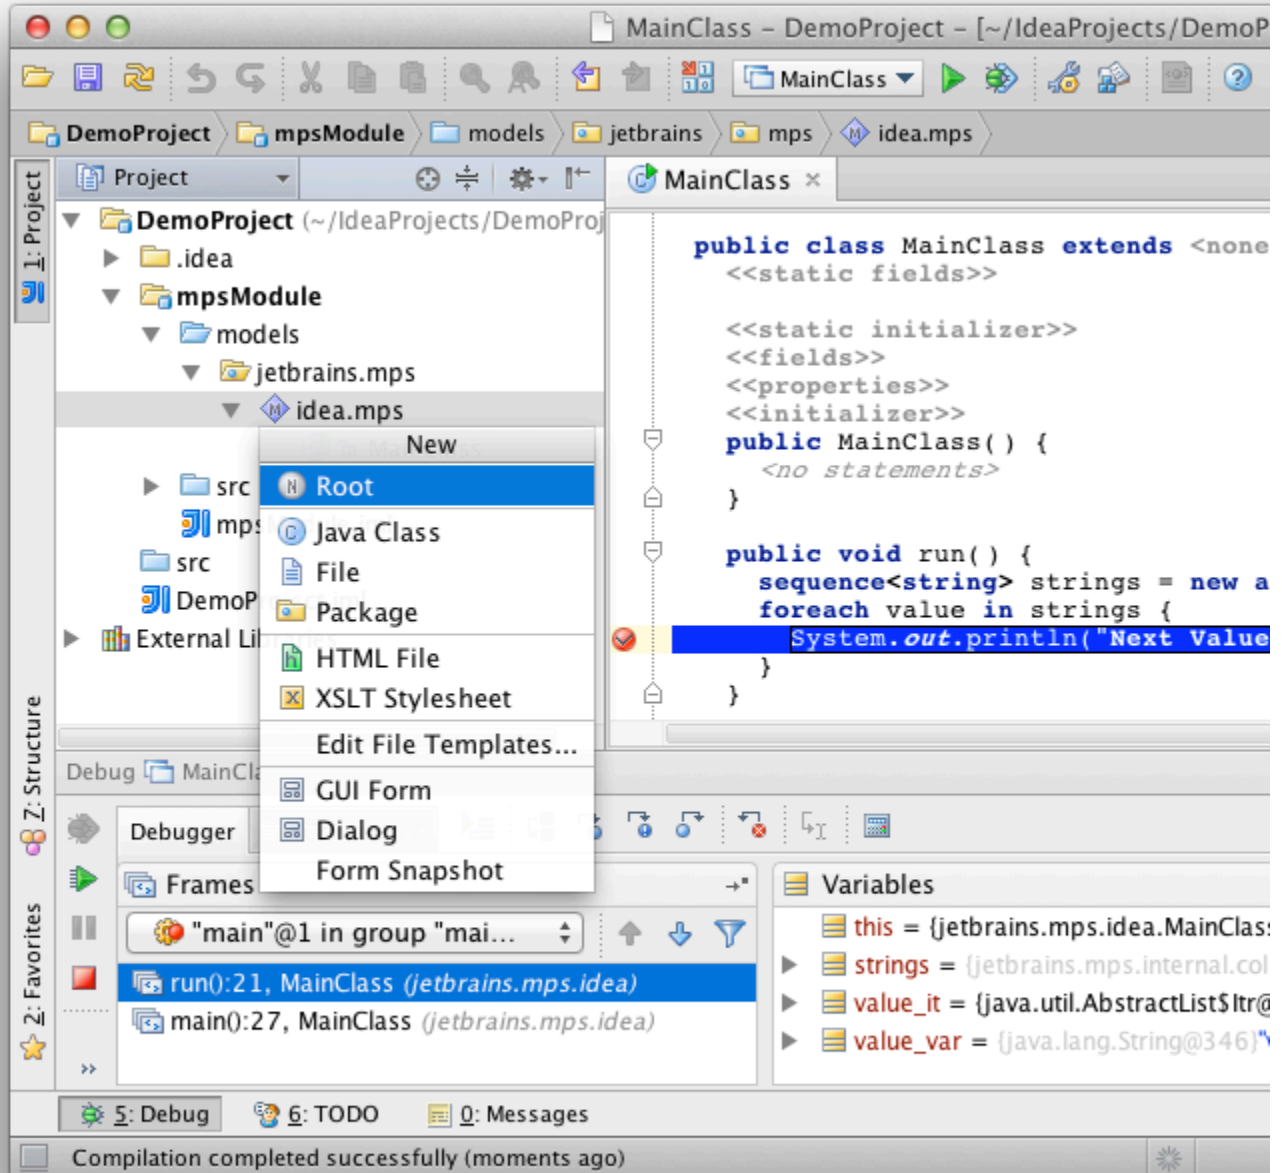 MainClass – DemoProject – [~/IdeaProjects/DemoP
MainClass
DemoProject mpsModule models jetbrains mps idea.mps
1: Project
Z: Structure
2: Favorites
Project
DemoProject (~/IdeaProjects/DemoProj
.idea
mpsModule
models
jetbrains.mps
idea.mps
src
mps
src
DemoP
External Li
New
Root
Java Class
File
Package
HTML File
XSLT Stylesheet
Edit File Templates...
GUI Form
Dialog
Form Snapshot
MainClass ×
public class MainClass extends <none
<<static fields>>
<<static initializer>>
<<fields>>
<<properties>>
<<initializer>>
public MainClass() {
<no statements>
}
public void run() {
sequence<string> strings = new a
foreach value in strings {
System.out.println("Next Value
}
}
Debug MainCla
Debugger
Frames
"main"@1 in group "mai...
run():21, MainClass (jetbrains.mps.idea)
main():27, MainClass (jetbrains.mps.idea)
Variables
this = {jetbrains.mps.idea.MainClass
strings = {jetbrains.mps.internal.col
value_it = {java.util.AbstractList$Itr@
value_var = {java.lang.String@346}"v
5: Debug 6: TODO 0: Messages
Compilation completed successfully (moments ago)